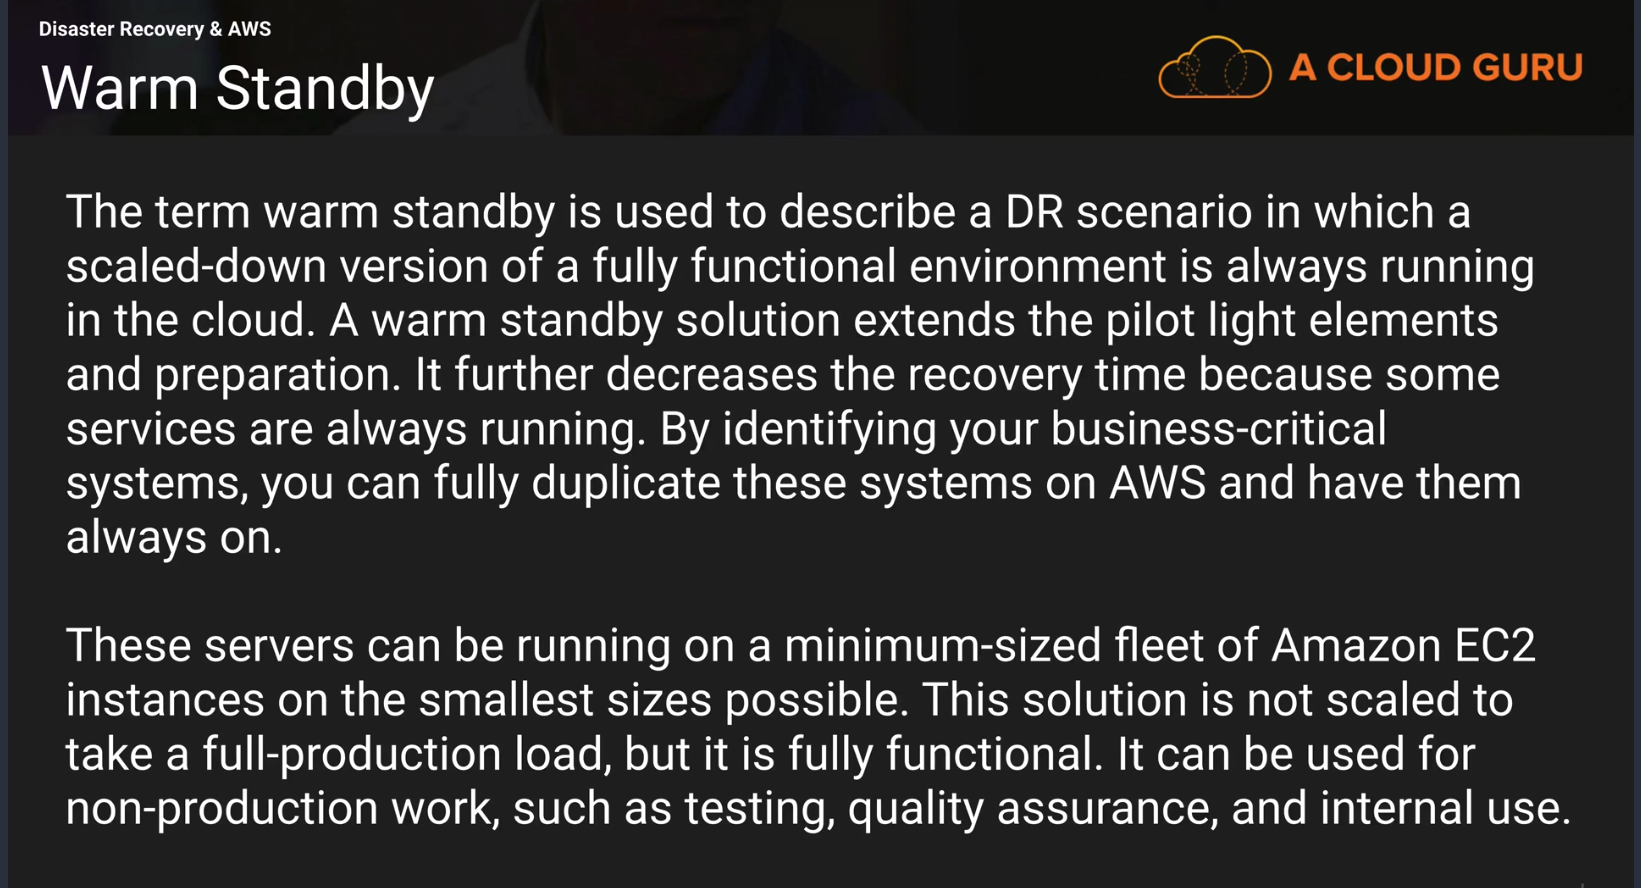 Disaster Recovery & AWS
Warm Standby
A CLOUD GURU
The term warm standby is used to describe a DR scenario in which a
scaled-down version of a fully functional environment is always running
in the cloud. A warm standby solution extends the pilot light elements
and preparation. It further decreases the recovery time because some
services are always running. By identifying your business-critical
systems, you can fully duplicate these systems on AWS and have them
always on.
These servers can be running on a minimum-sized fleet of Amazon EC2
instances on the smallest sizes possible. This solution is not scaled to
take a full-production load, but it is fully functional. It can be used for
non-production work, such as testing, quality assurance, and internal use.